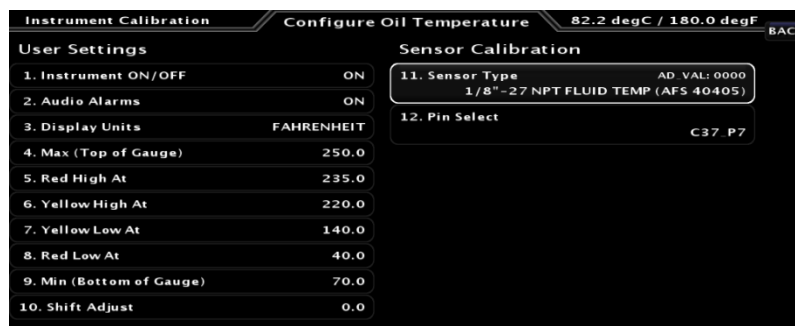 Instrument Calibration
Configure Oil Temperature
82.2 degC / 180.0 degF
BAC
User Settings
1. Instrument ON/OFF ON
2. Audio Alarms ON
3. Display Units FAHRENHEIT
4. Max (Top of Gauge) 250.0
5. Red High At 235.0
6. Yellow High At 220.0
7. Yellow Low At 140.0
8. Red Low At 40.0
9. Min (Bottom of Gauge) 70.0
10. Shift Adjust 0.0
Sensor Calibration
11. Sensor Type AD_VAL: 0000
1/8"-27 NPT FLUID TEMP (AFS 40405)
12. Pin Select
C37_P7